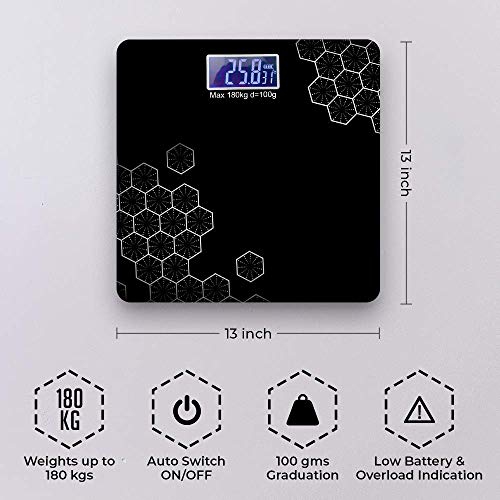 25.8
31°
Max 180kg d=100g
13 inch
13 inch
180
KG
Weights up to
180 kgs
Auto Switch
ON/OFF
100 gms
Graduation
Low Battery &
Overload Indication